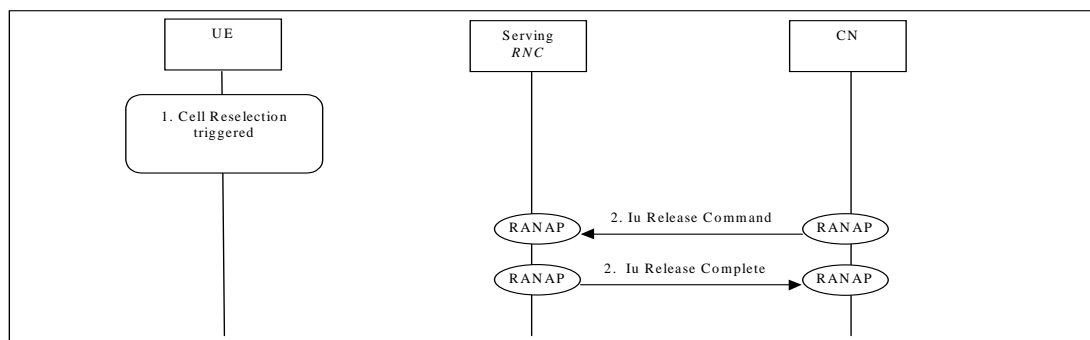 UE
Serving
RNC
CN
1. Cell Reselection
triggered
2. Iu Release Command
RANAP
RANAP
2. Iu Release Complete
RANAP
RANAP